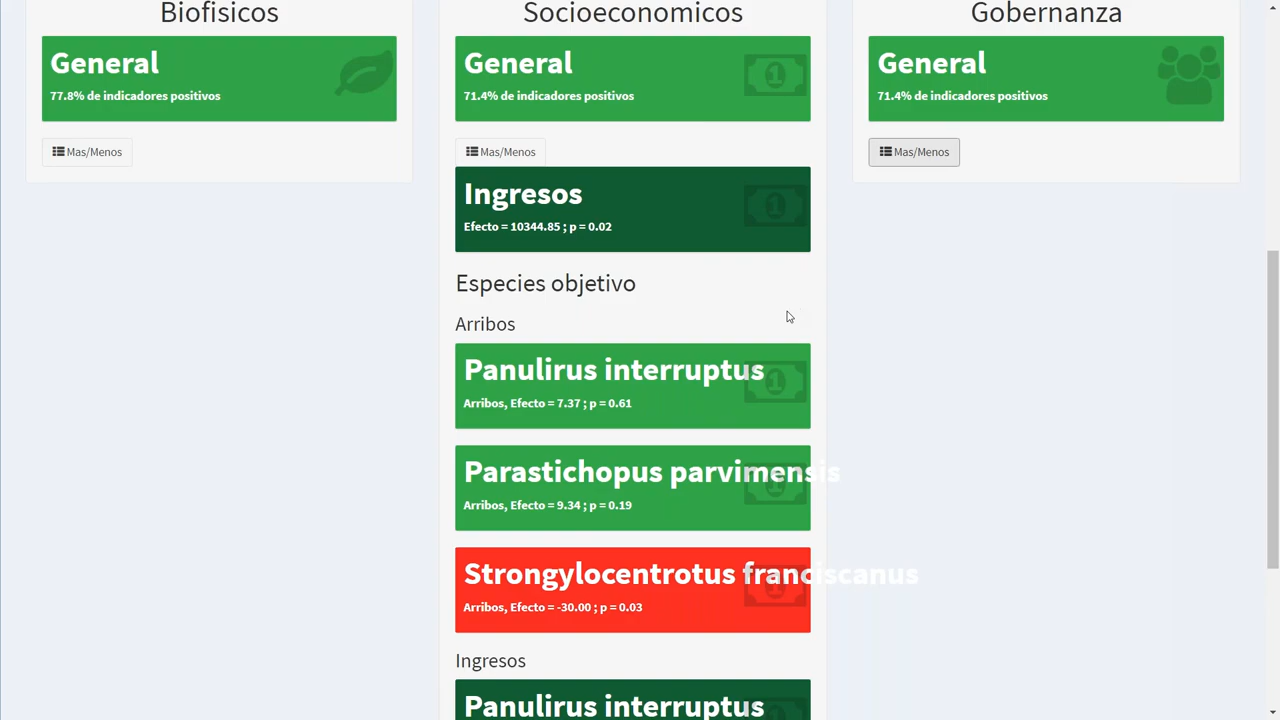 Biofisicos
General
77.8% de indicadores positivos
Mas/Menos
Socioeconomicos
General
71.4% de indicadores positivos
Mas/Menos
Ingresos
Efecto = 10344.85 ; p = 0.02
Especies objetivo
Arribos
Panulirus interruptus
Arribos, Efecto = 7.37 ; p = 0.61
Parastichopus parvimensis
Arribos, Efecto = 9.34 ; p = 0.19
Strongylocentrotus franciscanus
Arribos, Efecto = -30.00 ; p = 0.03
Ingresos
Panulirus interruptus
Gobernanza
General
71.4% de indicadores positivos
Mas/Menos